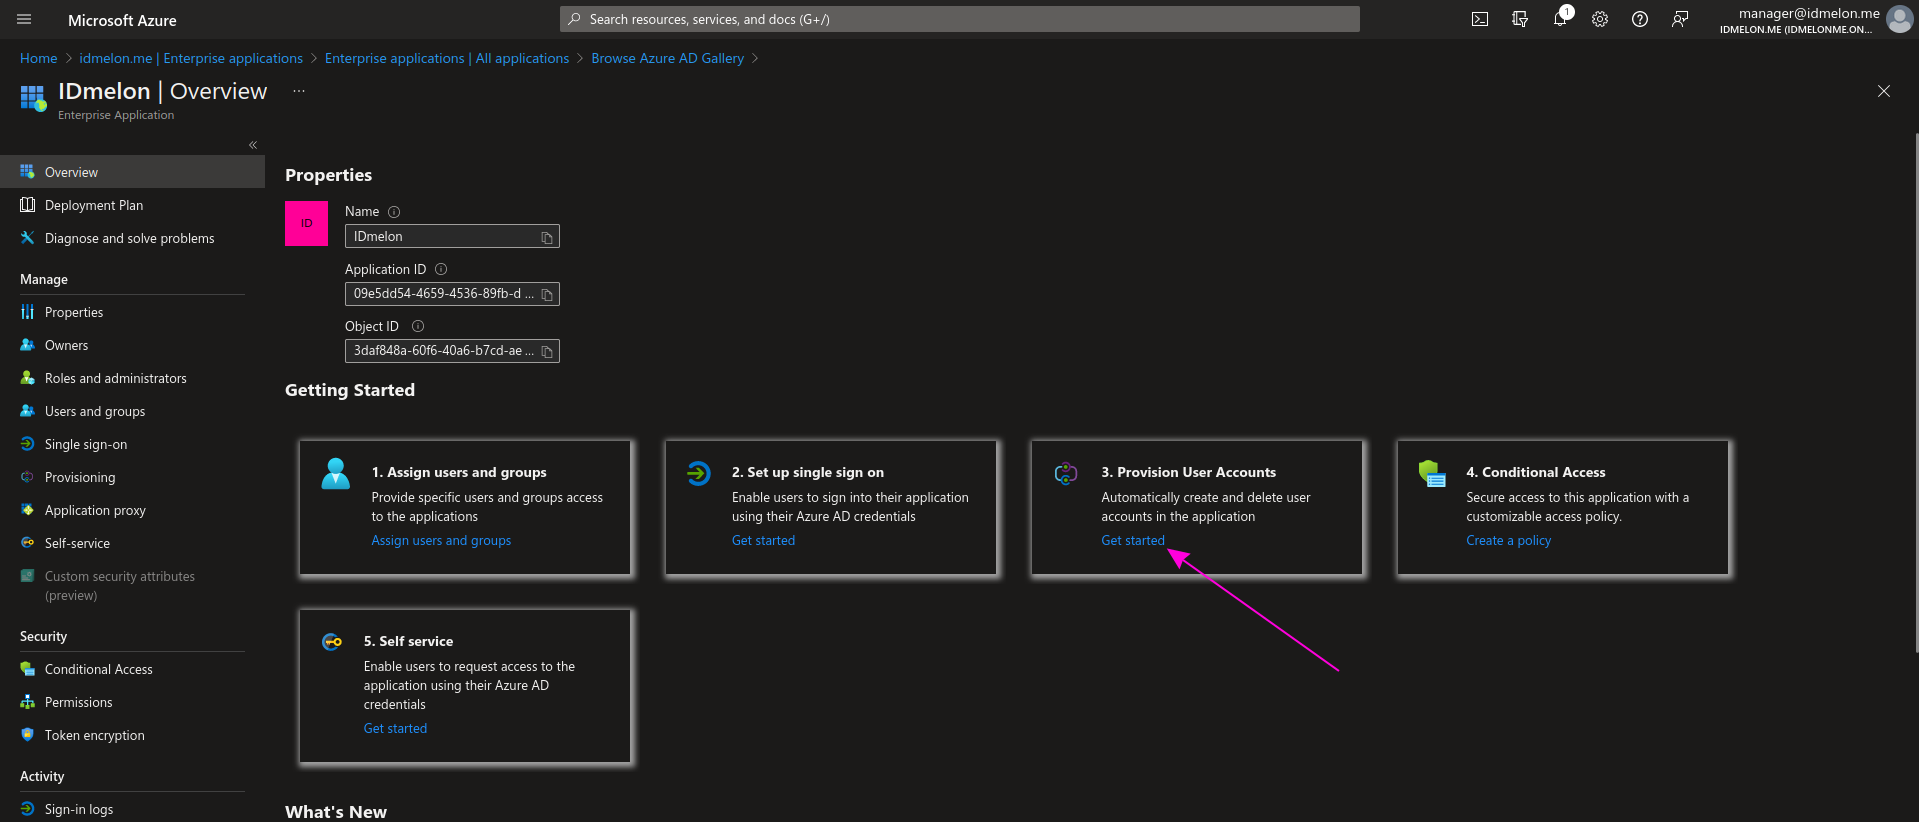 Microsoft Azure
Search resources, services, and docs (G+/)
1
manager@idmelon.me
IDMELON.ME (IDMELONME.ON...
Home > idmelon.me | Enterprise applications > Enterprise applications | All applications > Browse Azure AD Gallery >
IDmelon | Overview ...
Enterprise Application
«
Overview
Deployment Plan
Diagnose and solve problems
Manage
Properties
Owners
Roles and administrators
Users and groups
Single sign-on
Provisioning
Application proxy
Self-service
Custom security attributes
(preview)
Security
Conditional Access
Permissions
Token encryption
Activity
Sign-in logs
Properties
ID
Name
IDmelon
Application ID
09e5dd54-4659-4536-89fb-d ...
Object ID
3daf848a-60f6-40a6-b7cd-ae ...
Getting Started
1. Assign users and groups
Provide specific users and groups access
to the applications
Assign users and groups
2. Set up single sign on
Enable users to sign into their application
using their Azure AD credentials
Get started
3. Provision User Accounts
Automatically create and delete user
accounts in the application
Get started
4. Conditional Access
Secure access to this application with a
customizable access policy.
Create a policy
5. Self service
Enable users to request access to the
application using their Azure AD
credentials
Get started
What's New